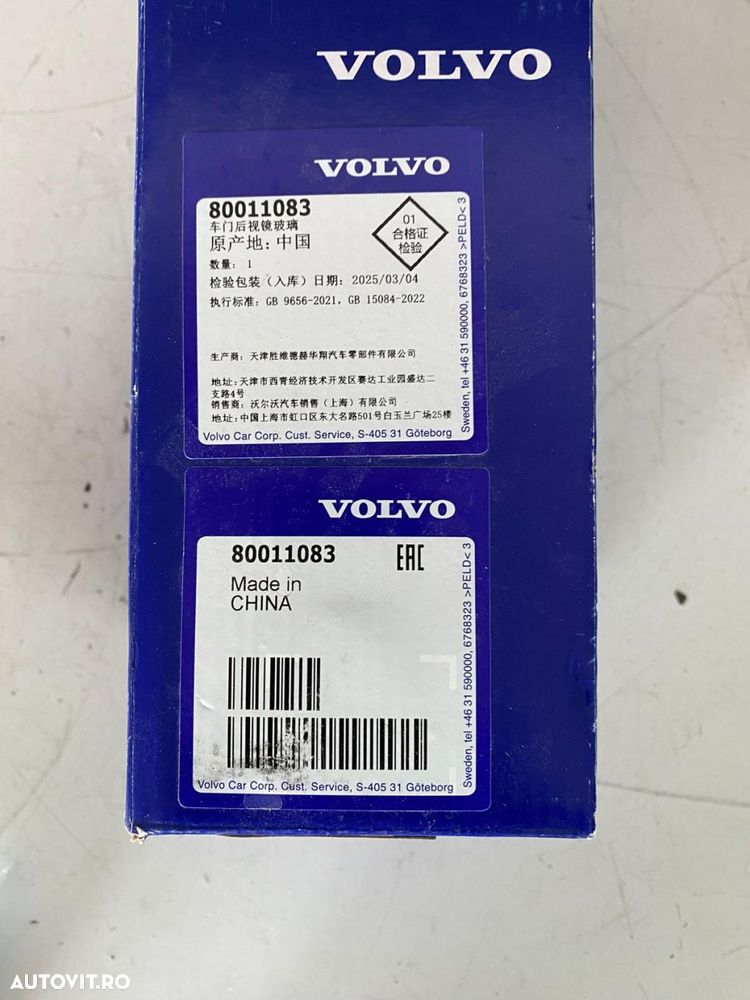 VOLVO
VOLVO
80011083
车门后视镜玻璃
原产地：中国
数量：1
检验包装（入库）日期：2025/03/04
执行标准：GB 9656-2021, GB 15084-2022
01
合格证
检验
生产商：天津胜维德赫华翔汽车零部件有限公司
地址：天津市西青经济技术开发区赛达工业园盛达二
支路4号
销售商：沃尔沃汽车销售（上海）有限公司
地址：中国上海市虹口区东大名路501号白玉兰广场25楼
Volvo Car Corp. Cust. Service, S-405 31 Göteborg
Sweden, tel +46 31 590000, 6768323 >PELD< 3
VOLVO
80011083
EAC
Made in
CHINA
Volvo Car Corp. Cust. Service, S-405 31 Göteborg
Sweden, tel +46 31 590000, 6768323 >PELD< 3
AUTOVIT.RO